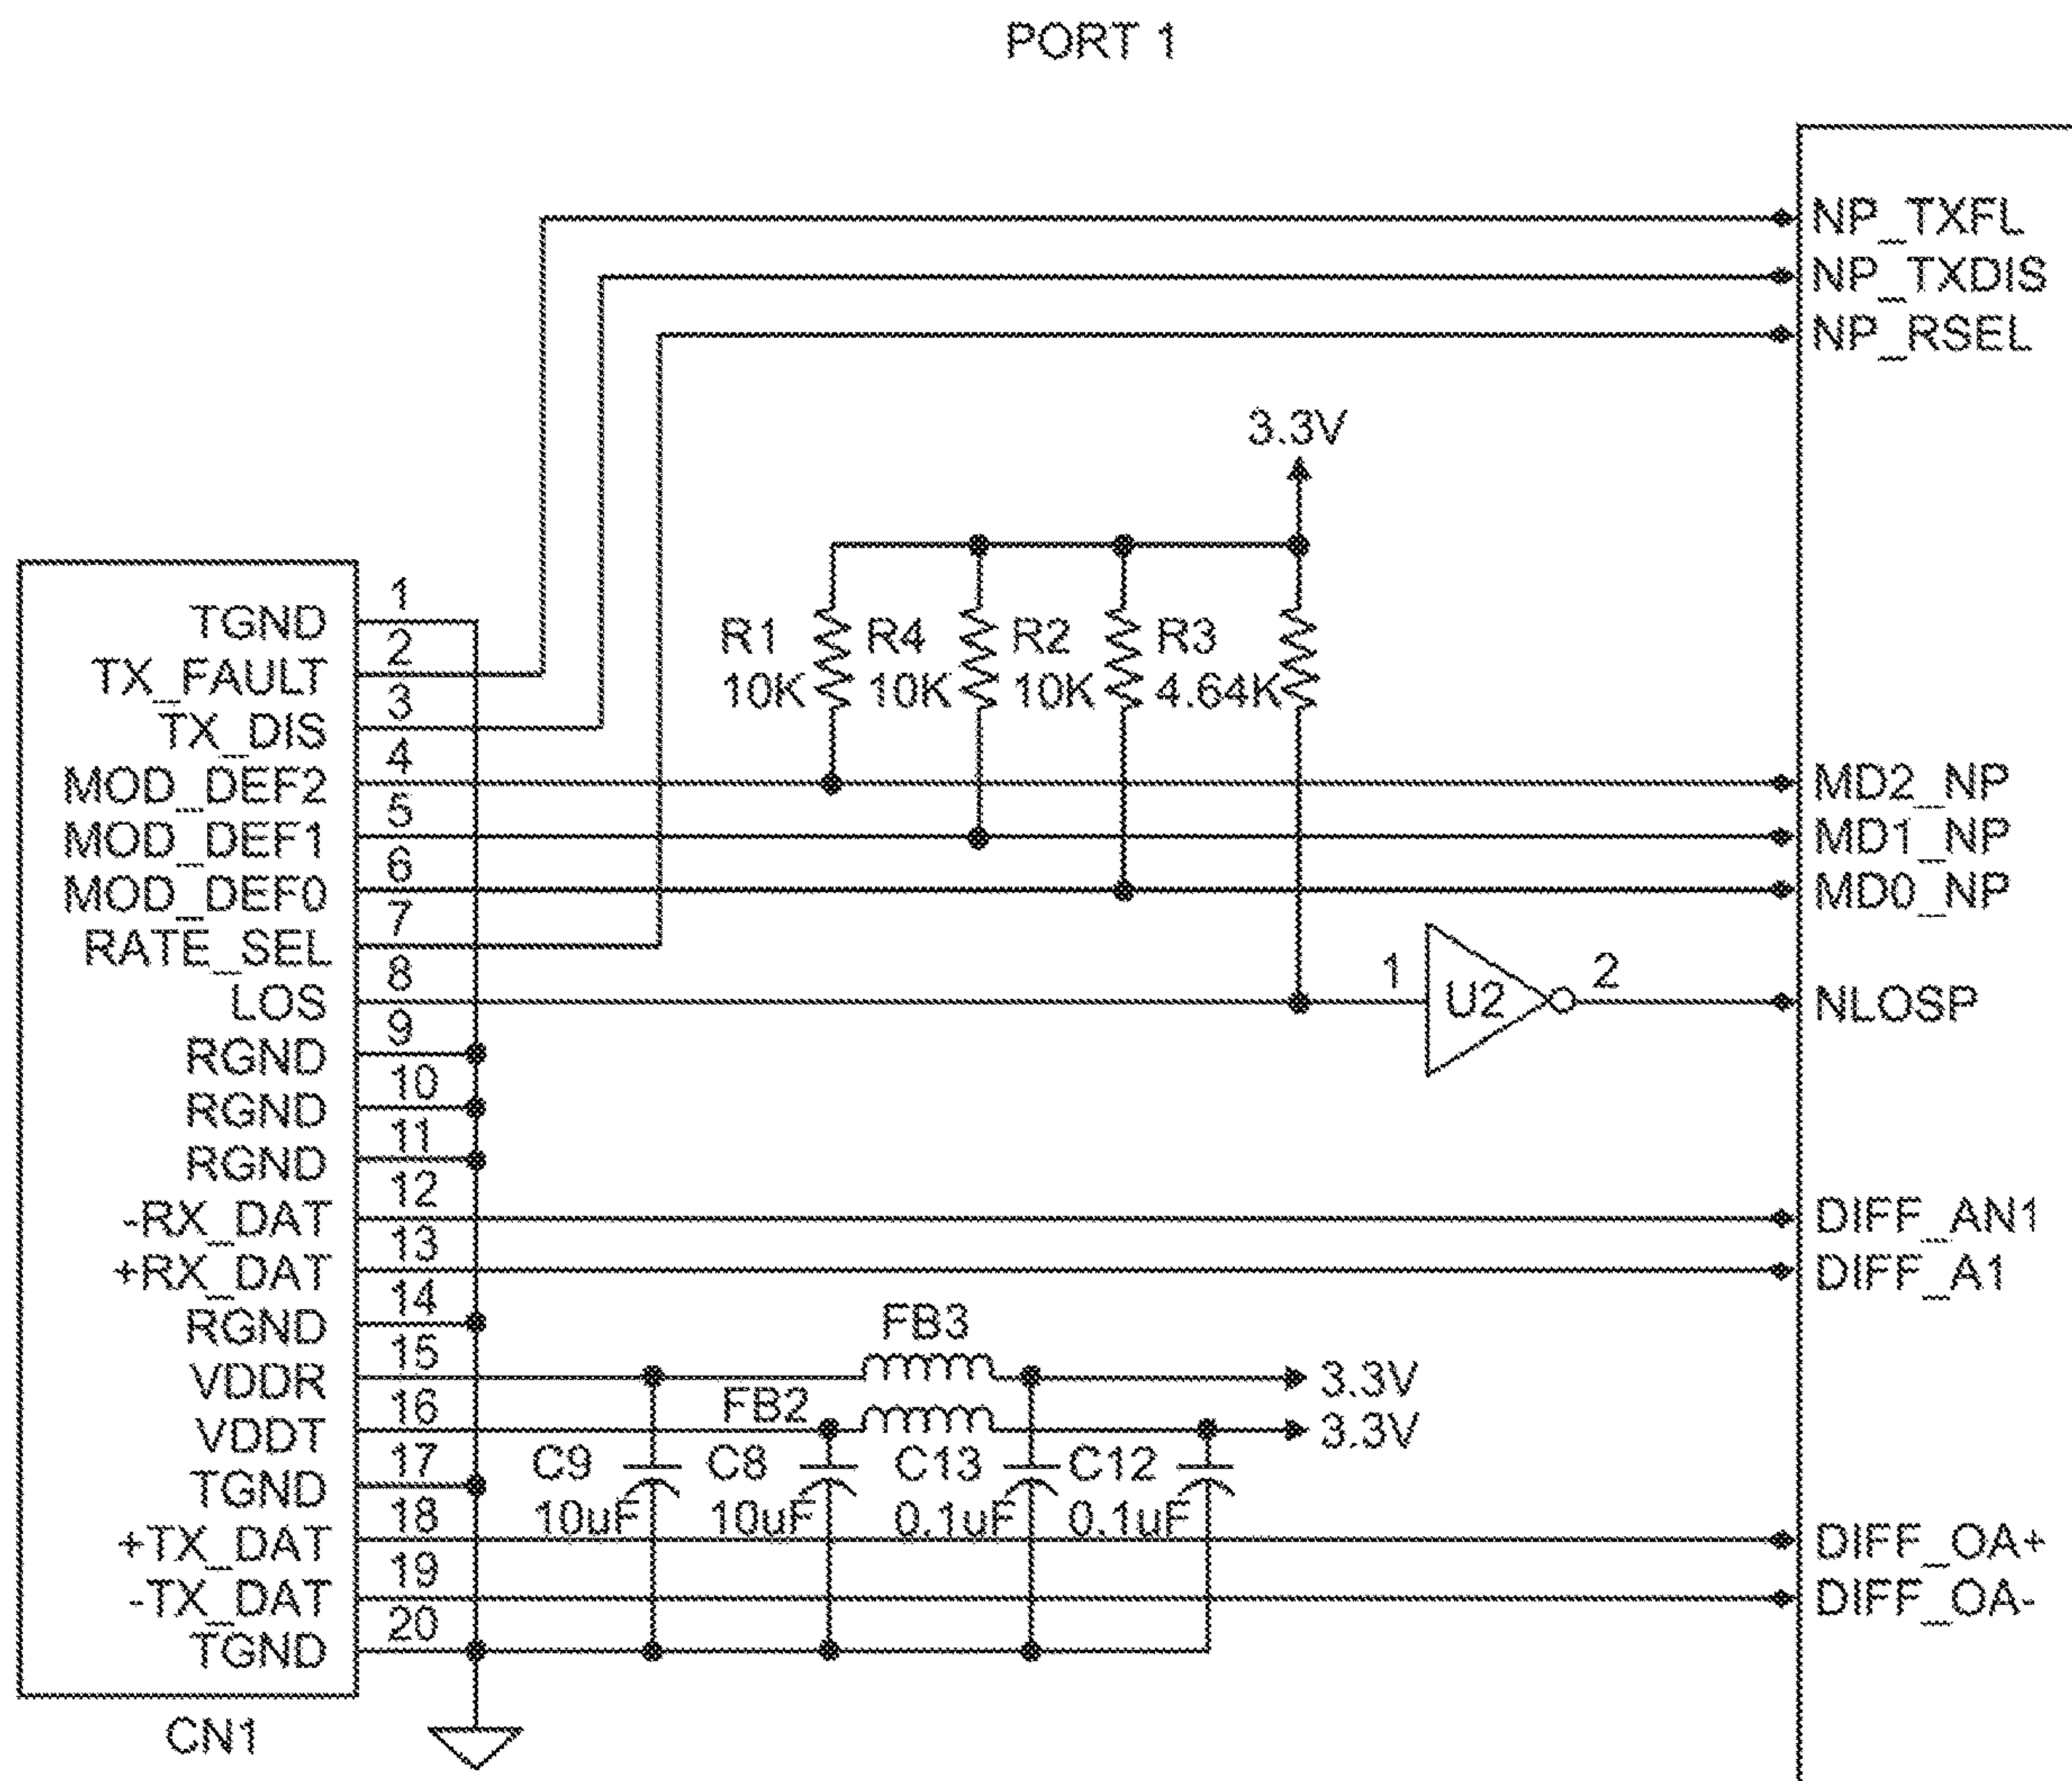 PORT 1
NP_TXFL
NP_TXDIS
NP_RSEL
3.3V
R1 R4 R2 R3
10K 10K 10K 4.64K
1
TGND
2
TX_FAULT
3
TX_DIS
4
MOD_DEF2 MD2_NP
5
MOD_DEF1 MD1_NP
6
MOD_DEF0 MD0_NP
7
RATE_SEL
8 1 U2 2
LOS NLOSP
9
RGND
10
RGND
11
RGND
12
-RX_DAT DIFF_AN1
13
+RX_DAT DIFF_A1
14
RGND FB3
15
VDDR 3.3V
16 FB2
VDDT 3.3V
17 C9 C8 C13 C12
TGND
18 10uF 10uF 0.1uF 0.1uF
+TX_DAT DIFF_OA+
19
-TX_DAT DIFF_OA-
20
TGND
CN1